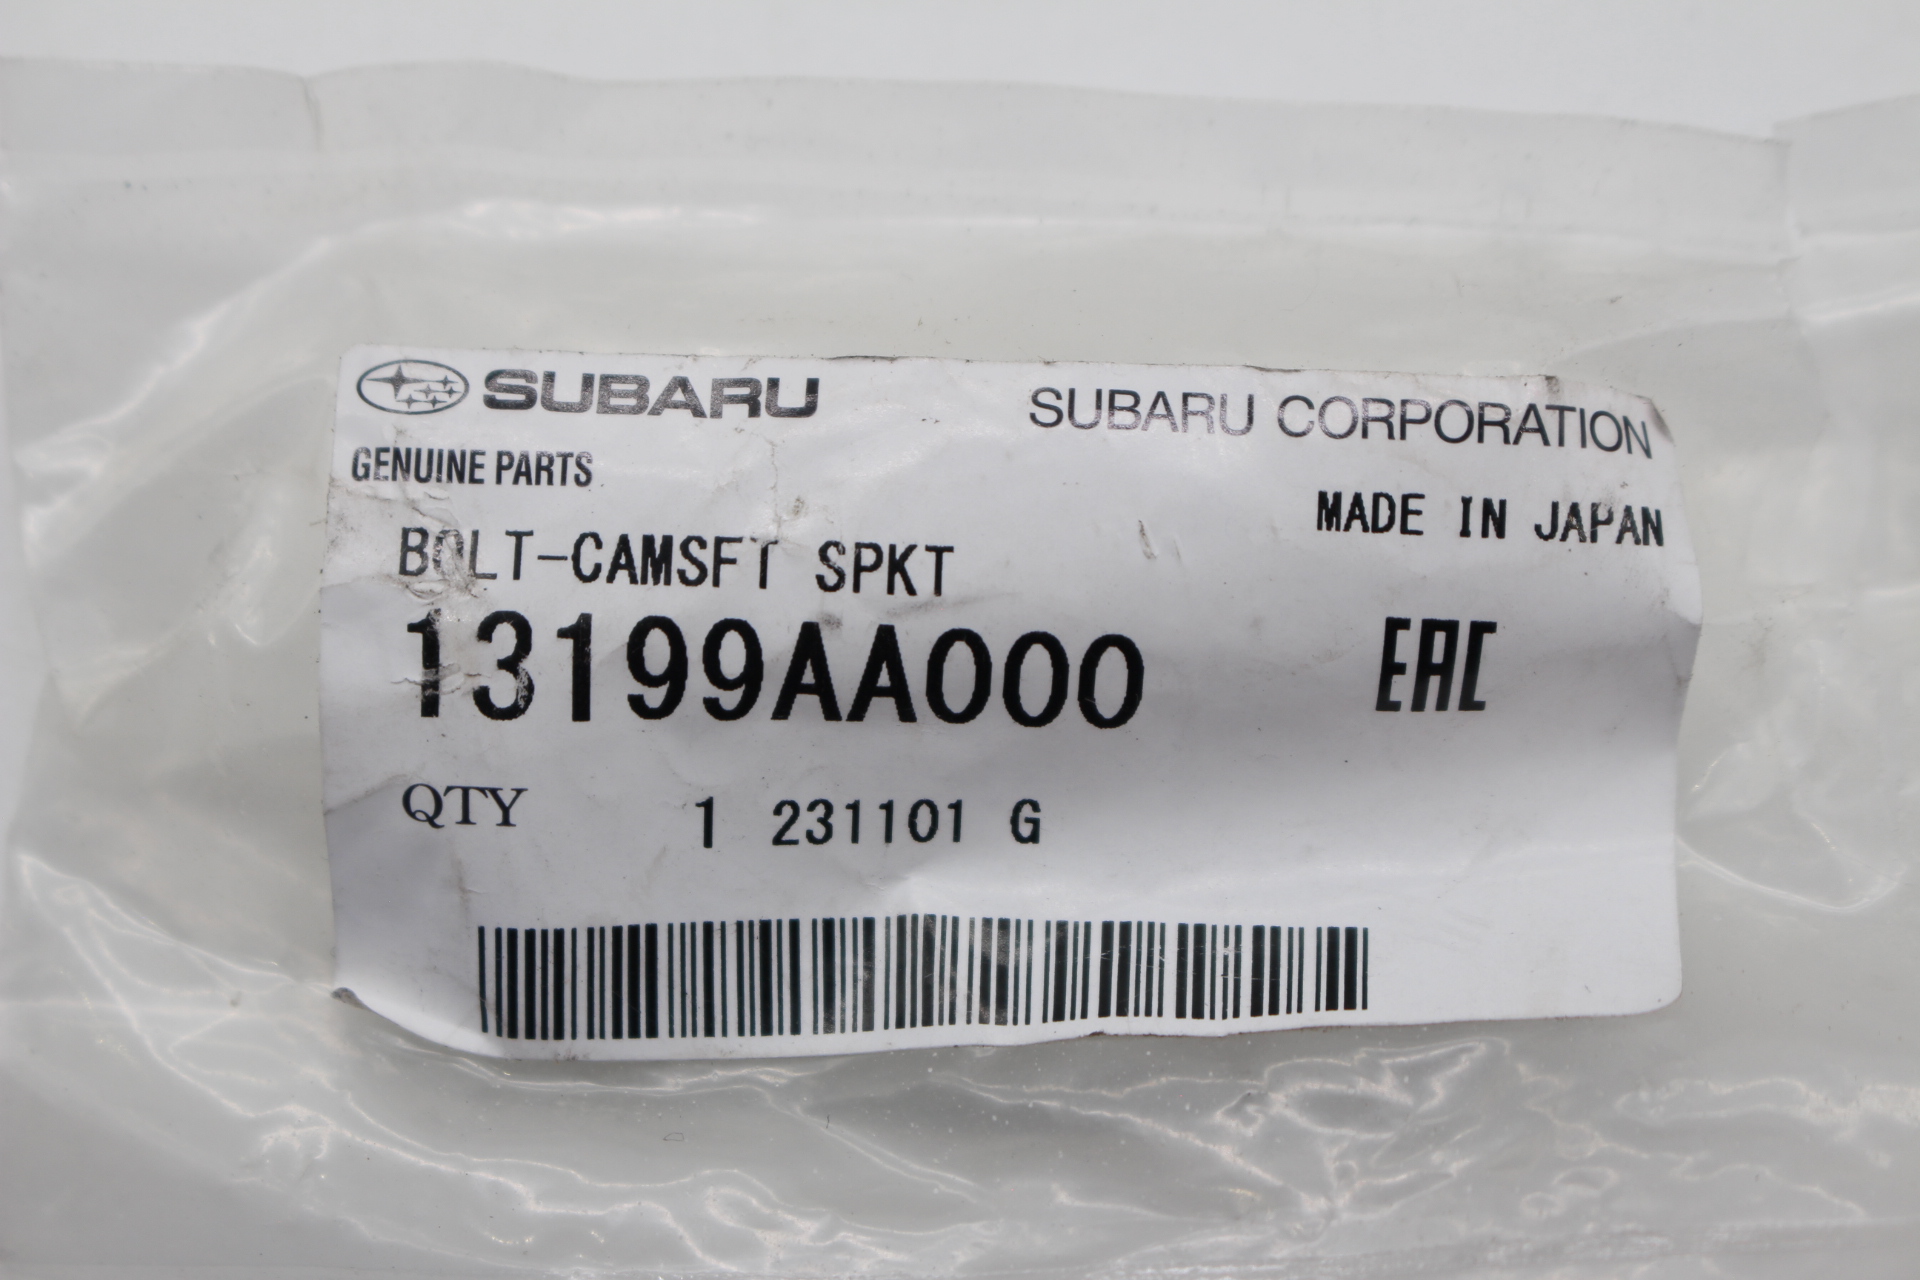 SUBARU SUBARU CORPORATION
GENUINE PARTS
MADE IN JAPAN
BOLT-CAMSFT SPKT
13199AA000
EAC
QTY 1 231101 G